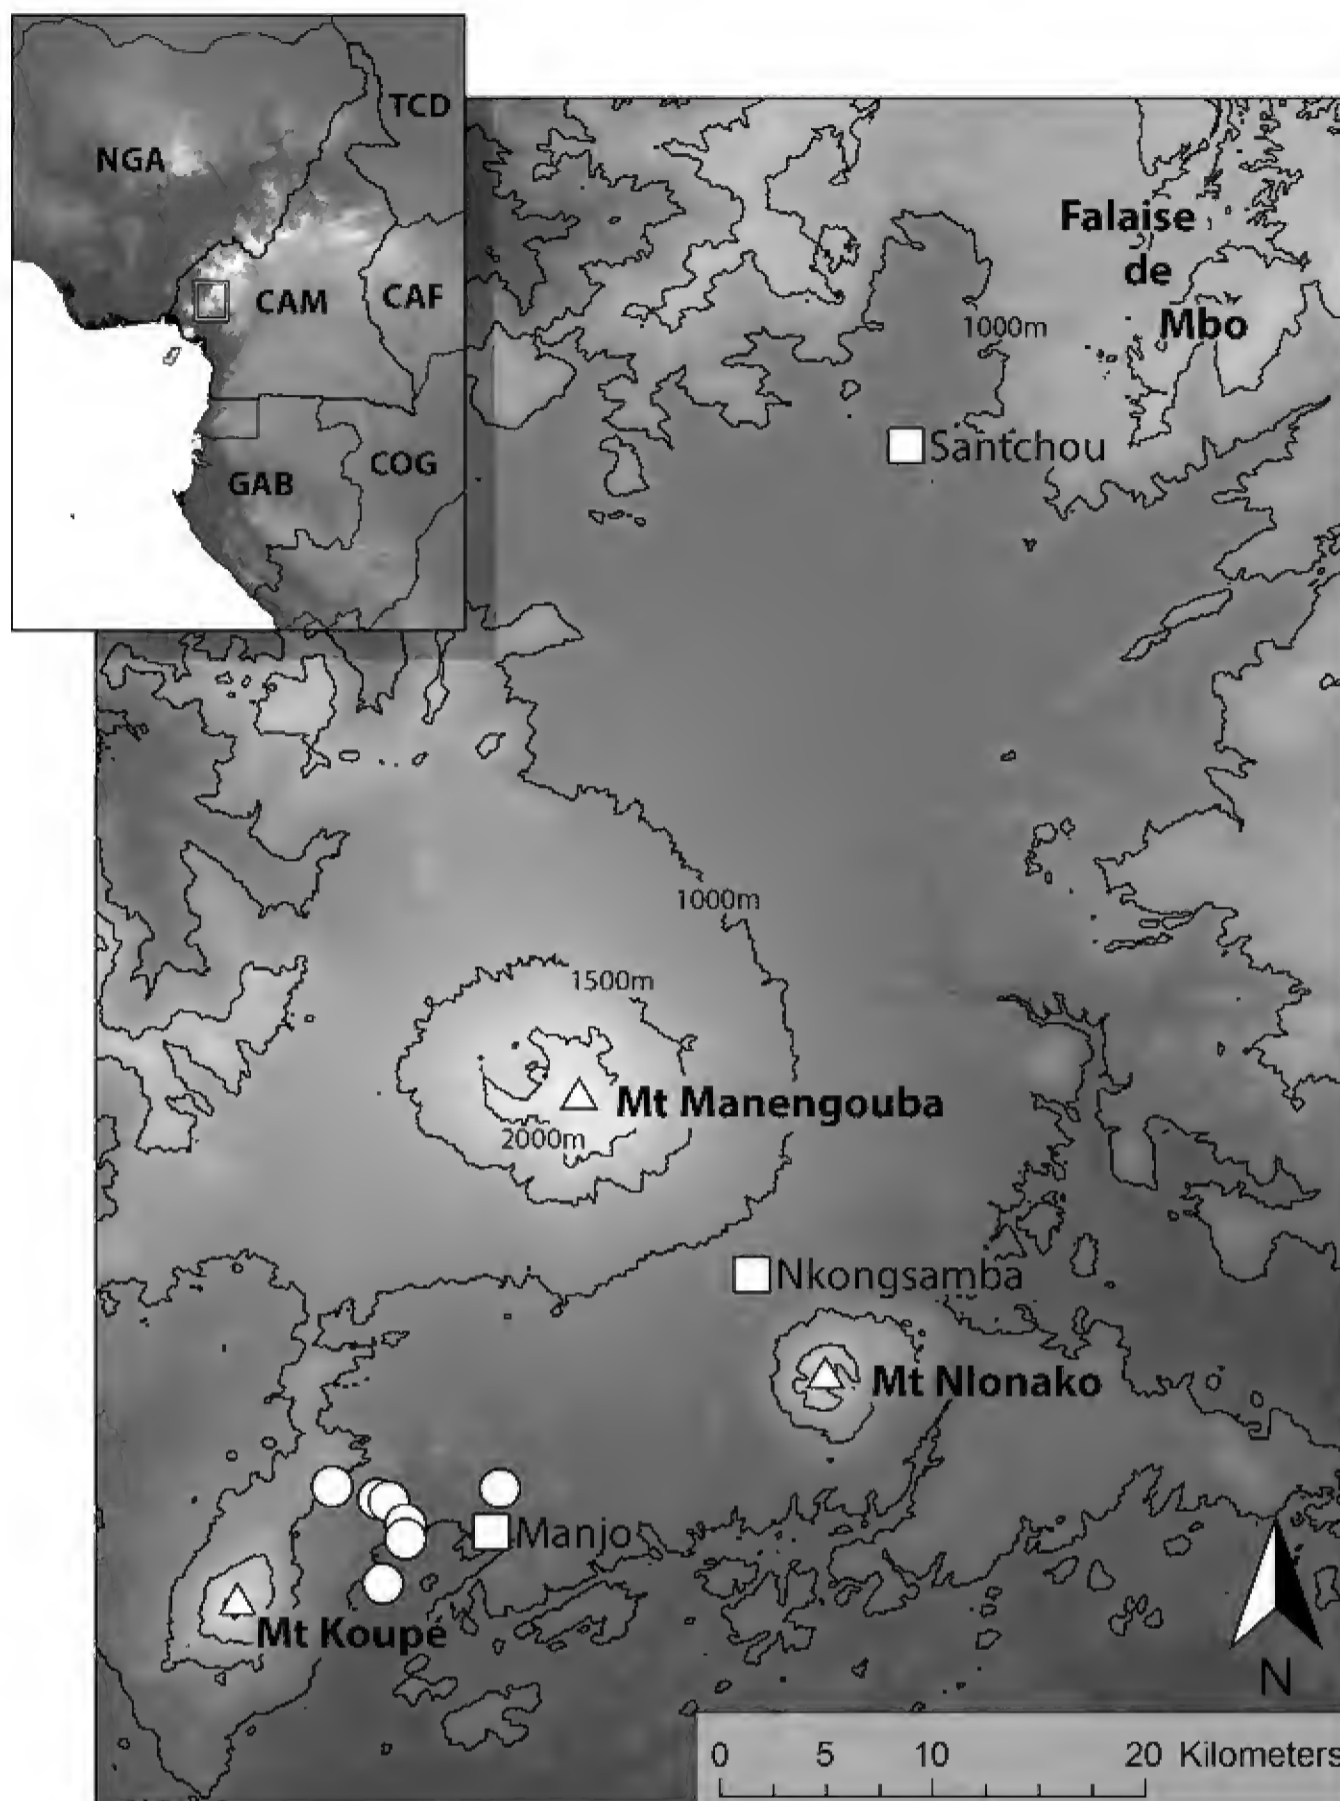 TCD
NGA
CAM
CAF
GAB
COG
Falaise
de
Mbo
1000m
Santchou
1000m
1500m
Mt Manengouba
2000m
Nkongsamba
Mt Nlonako
Manjo
Mt Koupé
N
0 5 10 20 Kilometers